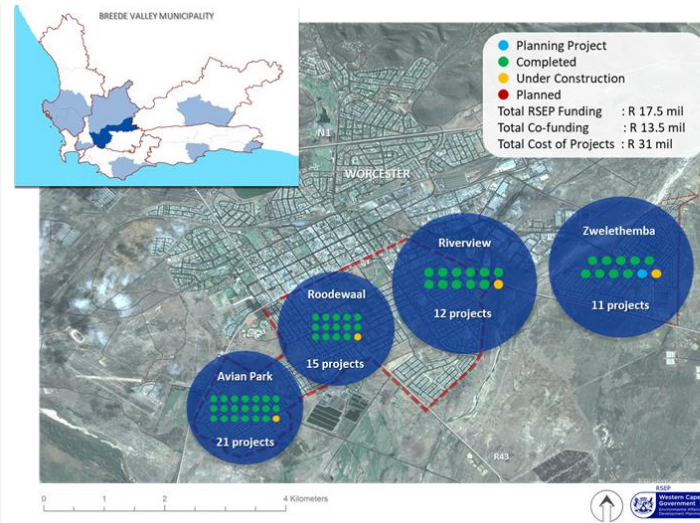 BREEDE VALLEY MUNICIPALITY
Planning Project
Completed
Under Construction
Planned
Total RSEP Funding : R 17.5 mil
Total Co-funding : R 13.5 mil
Total Cost of Projects : R 31 mil
N1
WORCESTER
Zwelethemba
11 projects
Riverview
12 projects
Roodewaal
15 projects
Avian Park
21 projects
R43
0 1 2 4 Kilometers
RSEP
Western Cape
Government